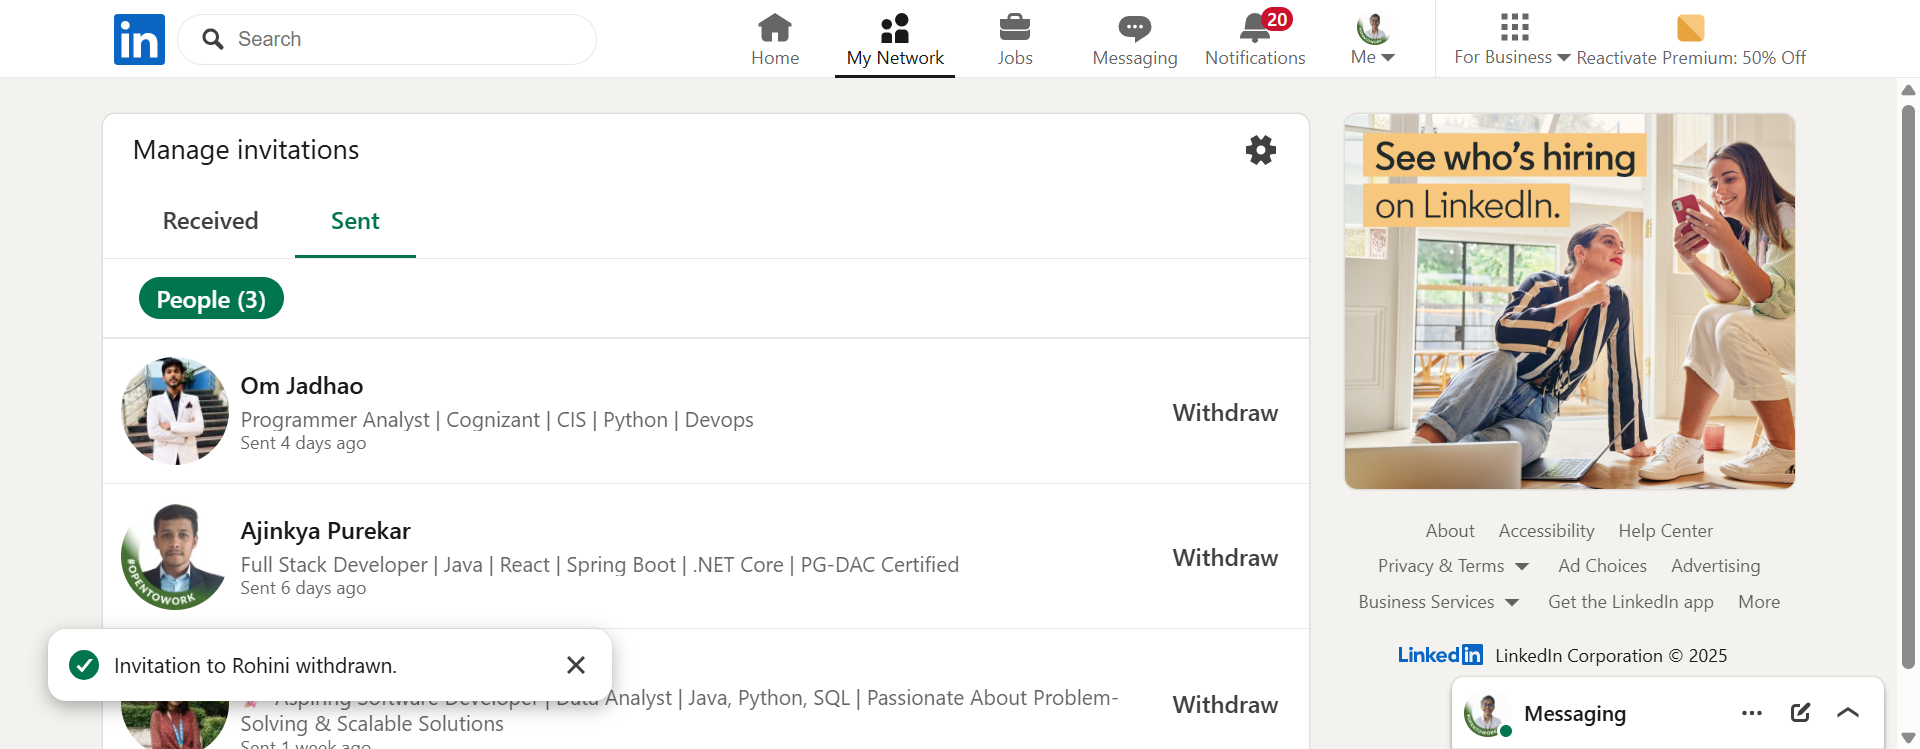 in
Search
Home
My Network
Jobs
Messaging
20
Notifications
Me
For Business
Reactivate Premium: 50% Off
Manage invitations
Received
Sent
People (3)
Om Jadhao
Programmer Analyst | Cognizant | CIS | Python | Devops
Sent 4 days ago
Withdraw
Ajinkya Purekar
Full Stack Developer | Java | React | Spring Boot | .NET Core | PG-DAC Certified
Sent 6 days ago
Withdraw
#OPENTOWORK
Invitation to Rohini withdrawn.
Aspiring Software Developer | Data Analyst | Java, Python, SQL | Passionate About Problem-
Solving & Scalable Solutions
Sent 1 week ago
Withdraw
See who's hiring
on LinkedIn.
About Accessibility Help Center
Privacy & Terms Ad Choices Advertising
Business Services Get the LinkedIn app More
LinkedIn LinkedIn Corporation © 2025
Messaging